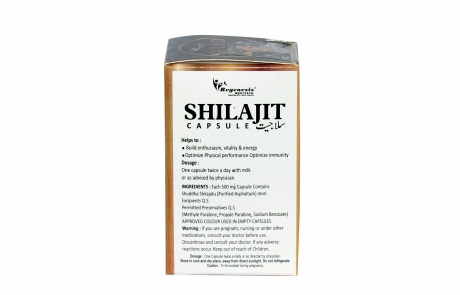 Regenesis
SHILAJIT
CAPSULE سلاجیت
Helps to :
• Build enthusiasm, vitality & energy
•Optimize Physical performance Optimize immunity
Dosage :
One capsule twice a day with milk
or as advised by physician
INGREDIENTS : Each 500 mg Capsule Contains
Shuddha Shilajatu (Purified Asphaltum)
Excipients Q.S.
Permitted Preservatives Q.S.
(Methyle Parabone, Propyle Parabne, Sodium Benzoate)
APPROVED COLOUR USED IN EMPTY CAPSULES
Warning : If you are pregnant, nursing or under other
medications, consult your doctor before use.
Discontinue and consult your doctor. If any adverse
reactions occur. Keep out of reach of Children.
Dosage : One Capsule twice a daily or as directed by physician
Store in cool and dry place, away from direct sunlight. Do not refrigerate
Caution : To be avoided during pregnancy.